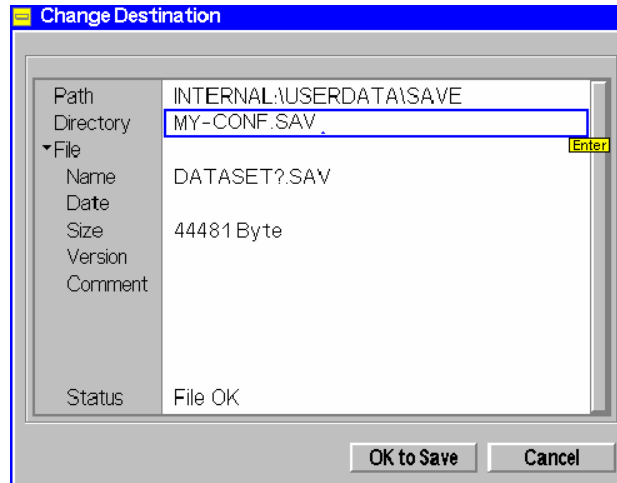 Change Destination
Path INTERNAL:\USERDATA\SAVE
Directory MY-CONF.SAV
Enter
File
Name DATASET?.SAV
Date
Size 44481 Byte
Version
Comment
Status File OK
OK to Save Cancel